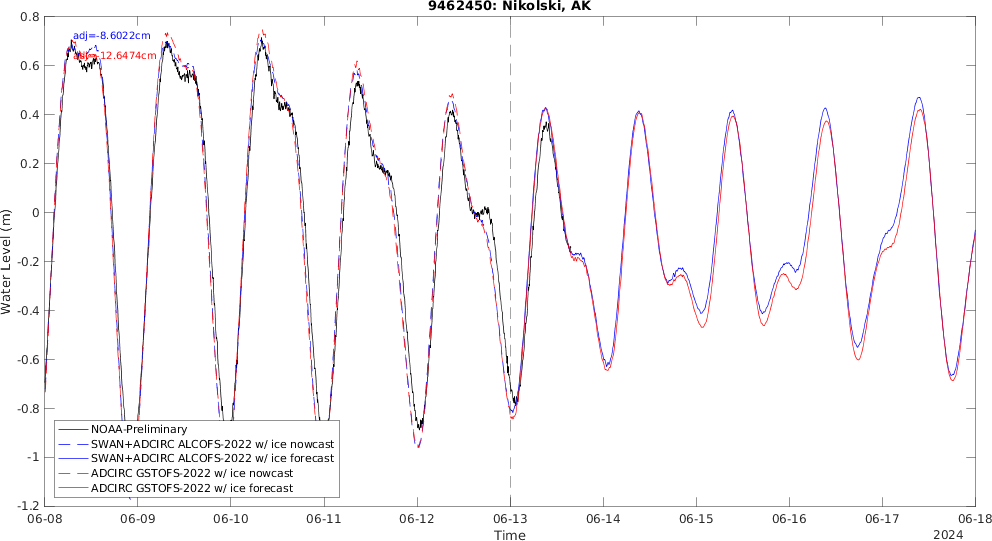 9462450: Nikolski, AK
adj=-8.6022cm
adj=-12.6474cm
Water Level (m)
0.8
0.6
0.4
0.2
0
-0.2
-0.4
-0.6
-0.8
-1
-1.2
NOAA-Preliminary
SWAN+ADCIRC ALCOFS-2022 w/ ice nowcast
SWAN+ADCIRC ALCOFS-2022 w/ ice forecast
ADCIRC GSTOFS-2022 w/ ice nowcast
ADCIRC GSTOFS-2022 w/ ice forecast
06-08 06-09 06-10 06-11 06-12 06-13 06-14 06-15 06-16 06-17 06-18
Time
2024